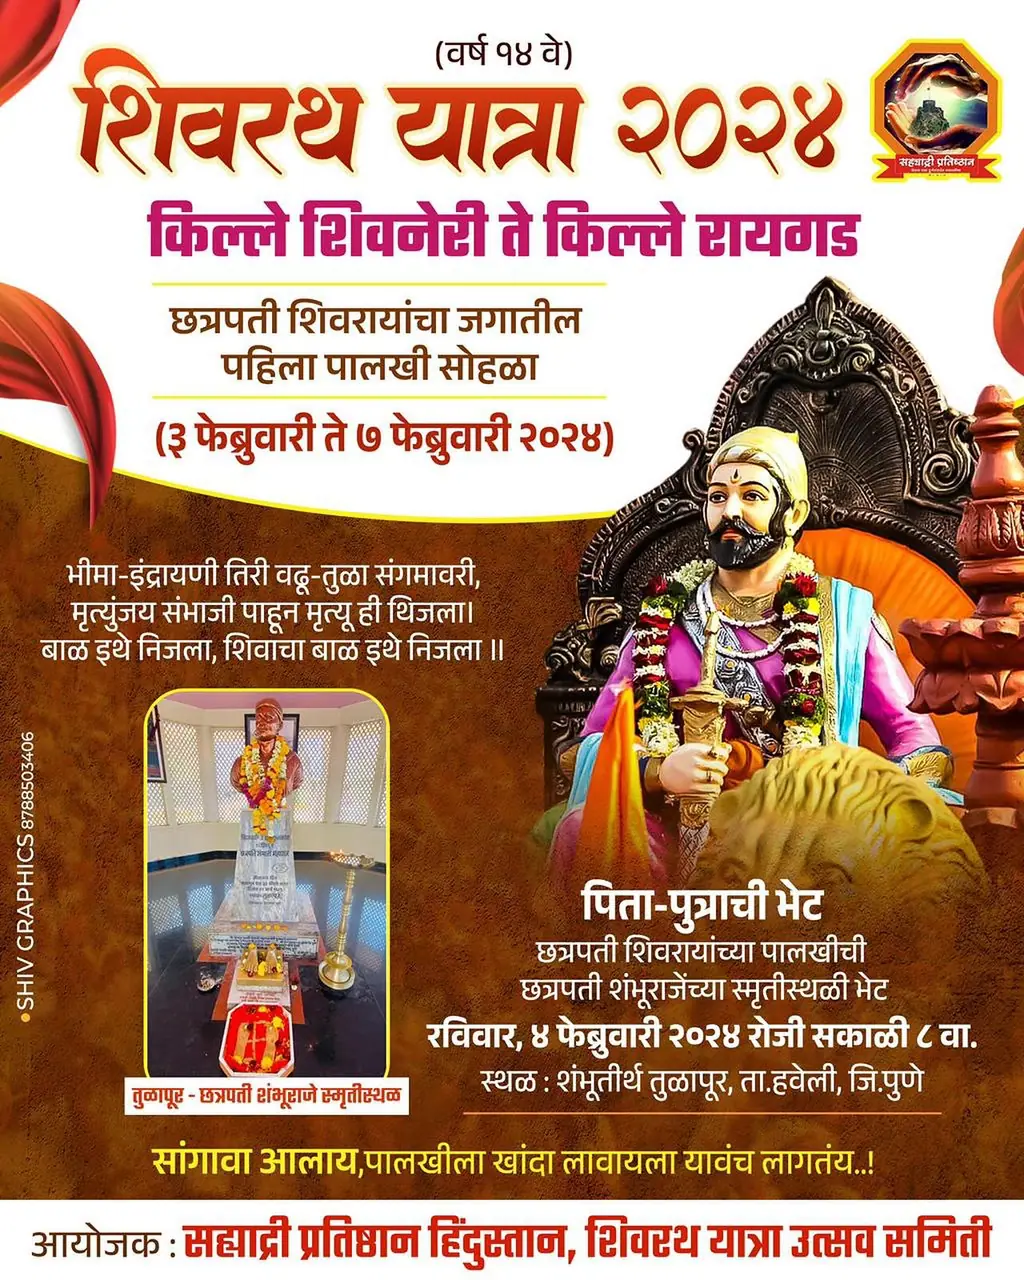 (वर्ष १४ वे)
शिवरथ यात्रा २०२४
सह्याद्री प्रतिष्ठान
किल्ले शिवनेरी ते किल्ले रायगड
छत्रपती शिवरायांचा जगातील
पहिला पालखी सोहळा
(३ फेब्रुवारी ते ७ फेब्रुवारी २०२४)
भीमा-इंद्रायणी तिरी वढू-तुळा संगमावरी,
मृत्युंजय संभाजी पाहून मृत्यू ही थिजला।
बाळ इथे निजला, शिवाचा बाळ इथे निजला ॥
SHIV GRAPHICS 8788503406
तुळापूर - छत्रपती शंभूराजे स्मृतीस्थळ
पिता-पुत्राची भेट
छत्रपती शिवरायांच्या पालखीची
छत्रपती शंभूराजेंच्या स्मृतीस्थळी भेट
रविवार, ४ फेब्रुवारी २०२४ रोजी सकाळी ८ वा.
स्थळ : शंभूतीर्थ तुळापूर, ता.हवेली, जि.पुणे
सांगावा आलाय,पालखीला खांदा लावायला यावंच लागतंय..!
आयोजक : सह्याद्री प्रतिष्ठान हिंदुस्तान, शिवरथ यात्रा उत्सव समिती